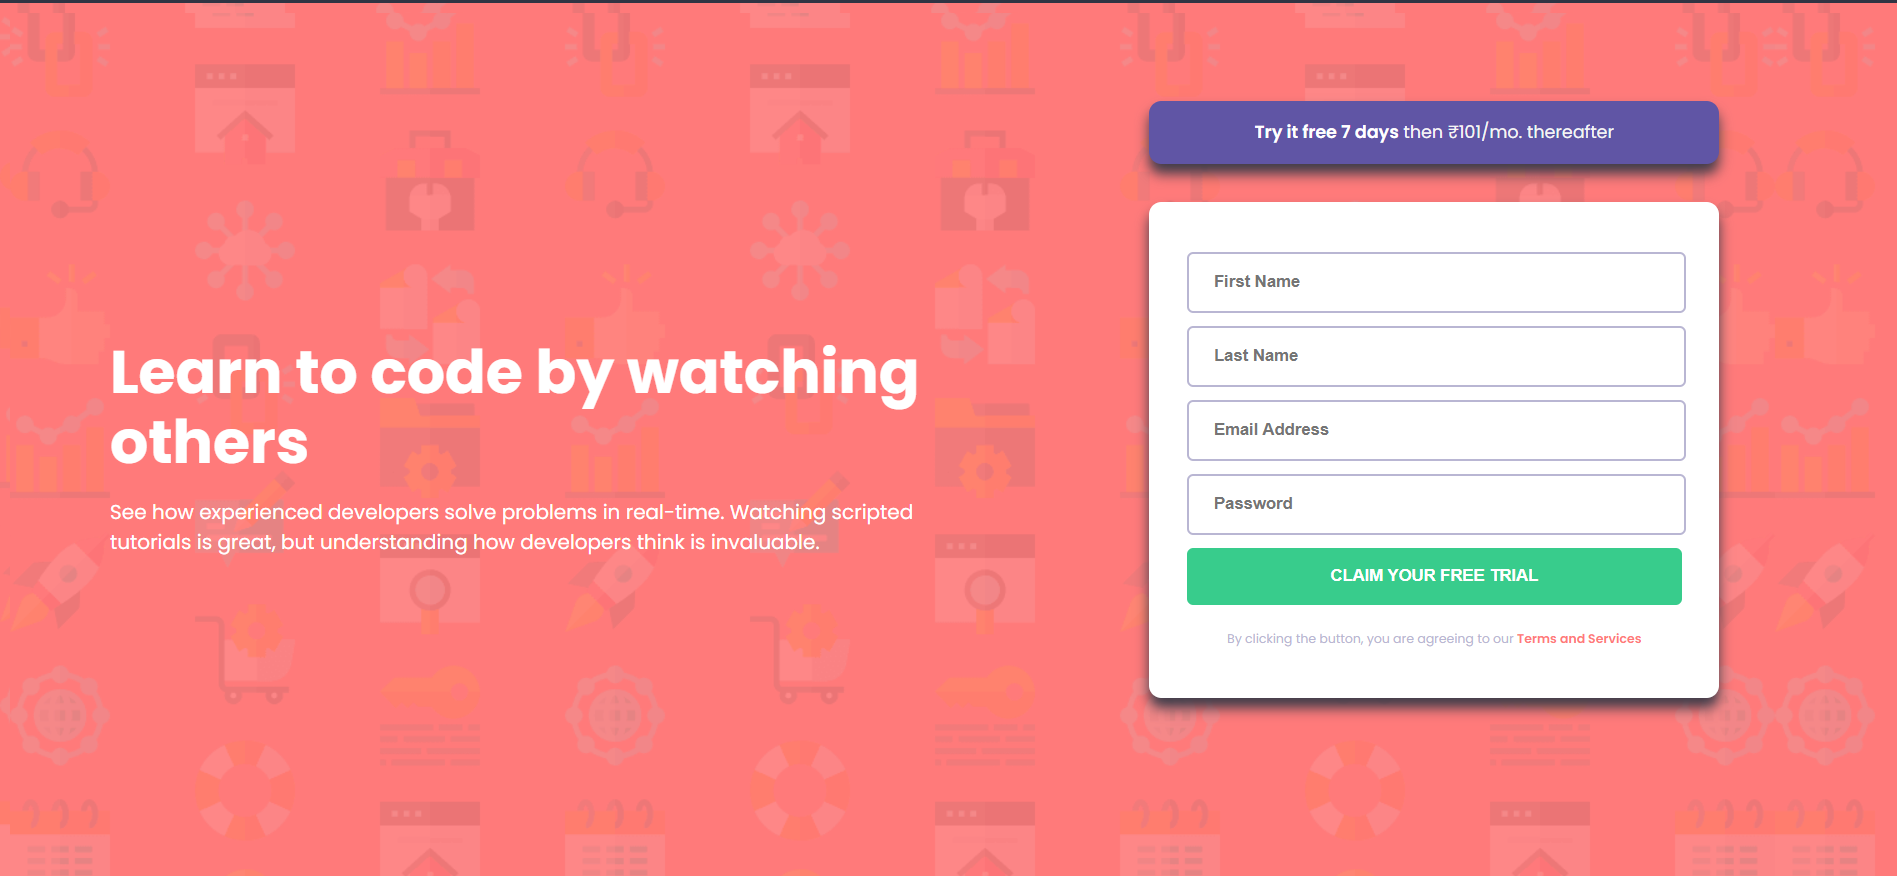 Learn to code by watching
others
See how experienced developers solve problems in real-time. Watching scripted
tutorials is great, but understanding how developers think is invaluable.
Try it free 7 days then ₹101/mo. thereafter
First Name
Last Name
Email Address
Password
CLAIM YOUR FREE TRIAL
By clicking the button, you are agreeing to our Terms and Services